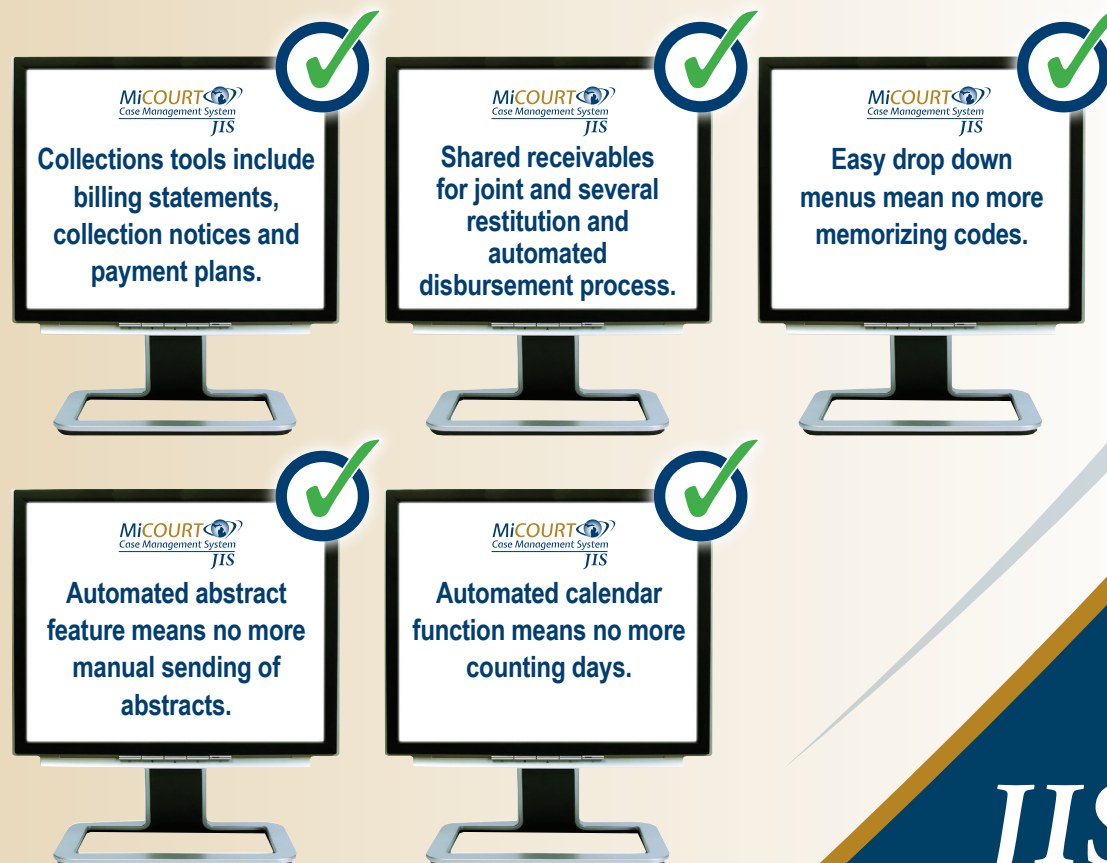 MiCOURT
Case Management System
JIS
Collections tools include
billing statements,
collection notices and
payment plans.
MiCOURT
Case Management System
JIS
Shared receivables
for joint and several
restitution and
automated
disbursement process.
MiCOURT
Case Management System
JIS
Easy drop down
menus mean no more
memorizing codes.
MiCOURT
Case Management System
JIS
Automated abstract
feature means no more
manual sending of
abstracts.
MiCOURT
Case Management System
JIS
Automated calendar
function means no more
counting days.
JIS